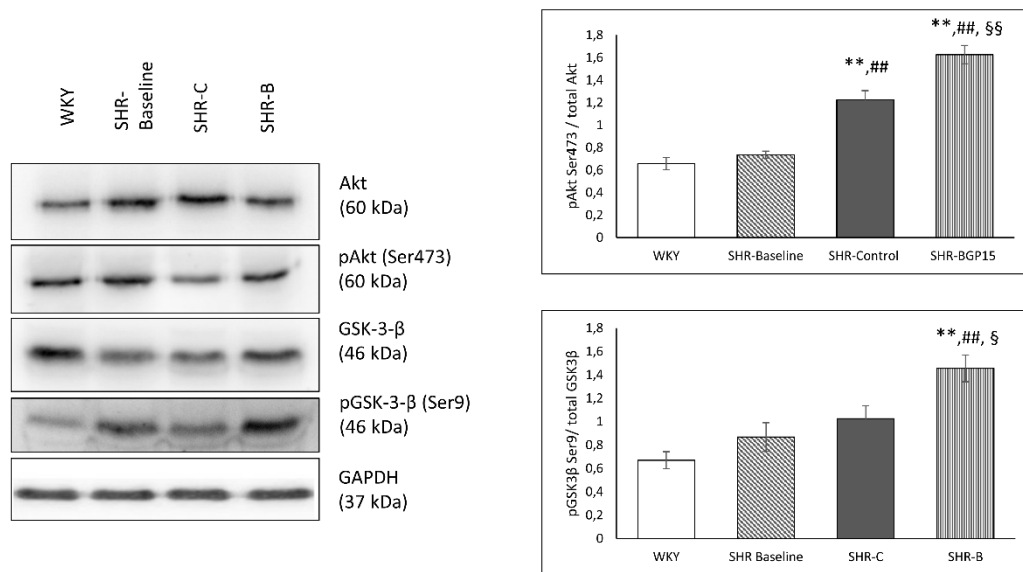 WKY
SHR-
Baseline
SHR-C
SHR-B
Akt
(60 kDa)
pAkt (Ser473)
(60 kDa)
GSK-3-β
(46 kDa)
pGSK-3-β (Ser9)
(46 kDa)
GAPDH
(37 kDa)
pAkt Ser473 / total Akt
1,8
1,6
1,4
1,2
1
0,8
0,6
0,4
0,2
0
**,##
**,##, §§
WKY
SHR-Baseline
SHR-Control
SHR-BGP15
pGSK3β Ser9/ total GSK3β
1,8
1,6
1,4
1,2
1
0,8
0,6
0,4
0,2
0
**,##, §
WKY
SHR Baseline
SHR-C
SHR-B